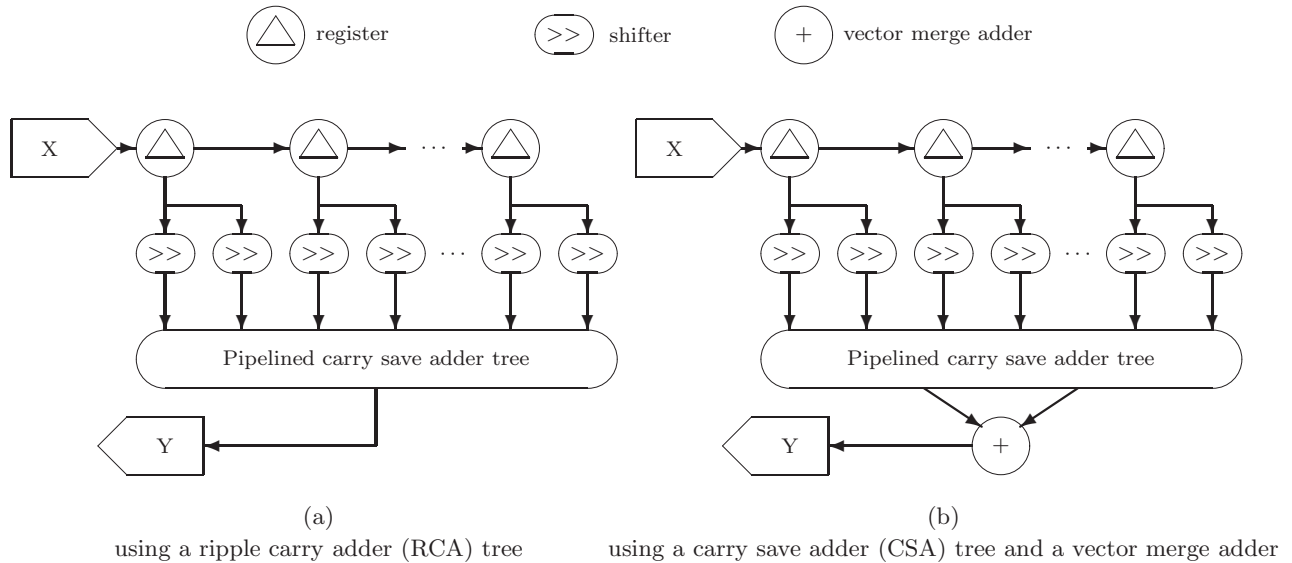 >> register >> shifter + vector merge adder
X ··· X ···
>> >> >> >> ··· >> >> >> >> >> >> ··· >> >>
Pipelined carry save adder tree Pipelined carry save adder tree
Y Y +
(a) (b)
using a ripple carry adder (RCA) tree using a carry save adder (CSA) tree and a vector merge adder